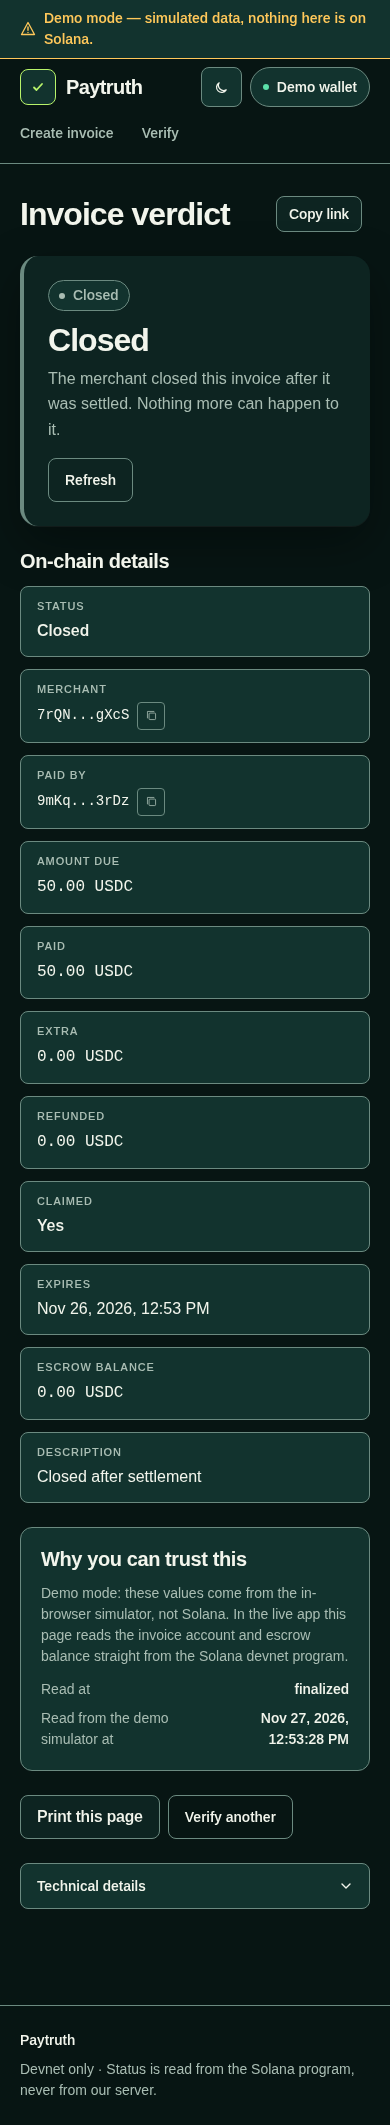 Demo mode — simulated data, nothing here is on
Solana.
Paytruth
Demo wallet
Create invoice
Verify
Invoice verdict
Copy link
Closed
Closed
The merchant closed this invoice after it
was settled. Nothing more can happen to
it.
Refresh
On-chain details
STATUS
Closed
MERCHANT
7rQN...gXcS
PAID BY
9mKq...3rDz
AMOUNT DUE
50.00 USDC
PAID
50.00 USDC
EXTRA
0.00 USDC
REFUNDED
0.00 USDC
CLAIMED
Yes
EXPIRES
Nov 26, 2026, 12:53 PM
ESCROW BALANCE
0.00 USDC
DESCRIPTION
Closed after settlement
Why you can trust this
Demo mode: these values come from the in-
browser simulator, not Solana. In the live app this
page reads the invoice account and escrow
balance straight from the Solana devnet program.
Read at finalized
Read from the demo Nov 27, 2026,
simulator at 12:53:28 PM
Print this page
Verify another
Technical details
Paytruth
Devnet only · Status is read from the Solana program,
never from our server.